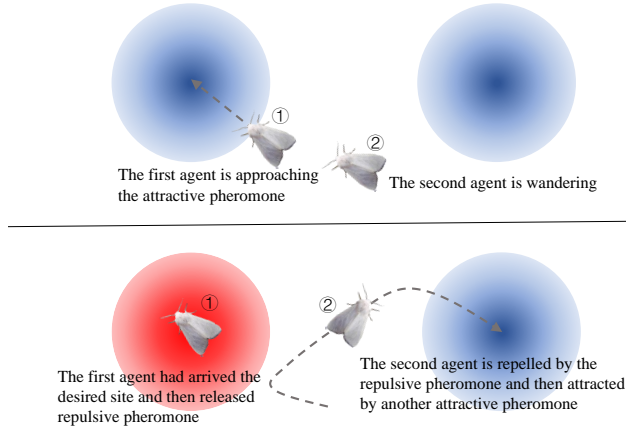 ①
②
The first agent is approaching
the attractive pheromone
The second agent is wandering
①
②
The first agent had arrived the
desired site and then released
repulsive pheromone
The second agent is repelled by the
repulsive pheromone and then attracted
by another attractive pheromone